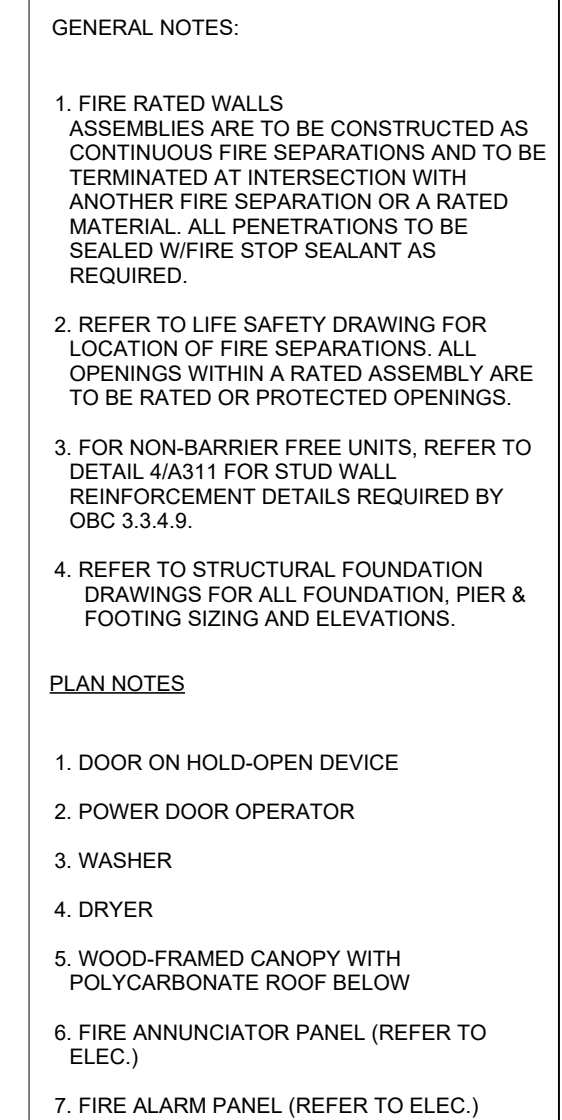 GENERAL NOTES:
1. FIRE RATED WALLS
ASSEMBLIES ARE TO BE CONSTRUCTED AS
CONTINUOUS FIRE SEPARATIONS AND TO BE
TERMINATED AT INTERSECTION WITH
ANOTHER FIRE SEPARATION OR A RATED
MATERIAL. ALL PENETRATIONS TO BE
SEALED W/FIRE STOP SEALANT AS
REQUIRED.
2. REFER TO LIFE SAFETY DRAWING FOR
LOCATION OF FIRE SEPARATIONS. ALL
OPENINGS WITHIN A RATED ASSEMBLY ARE
TO BE RATED OR PROTECTED OPENINGS.
3. FOR NON-BARRIER FREE UNITS, REFER TO
DETAIL 4/A311 FOR STUD WALL
REINFORCEMENT DETAILS REQUIRED BY
OBC 3.3.4.9.
4. REFER TO STRUCTURAL FOUNDATION
DRAWINGS FOR ALL FOUNDATION, PIER &
FOOTING SIZING AND ELEVATIONS.
PLAN NOTES
1. DOOR ON HOLD-OPEN DEVICE
2. POWER DOOR OPERATOR
3. WASHER
4. DRYER
5. WOOD-FRAMED CANOPY WITH
POLYCARBONATE ROOF BELOW
6. FIRE ANNUNCIATOR PANEL (REFER TO
ELEC.)
7. FIRE ALARM PANEL (REFER TO ELEC.)